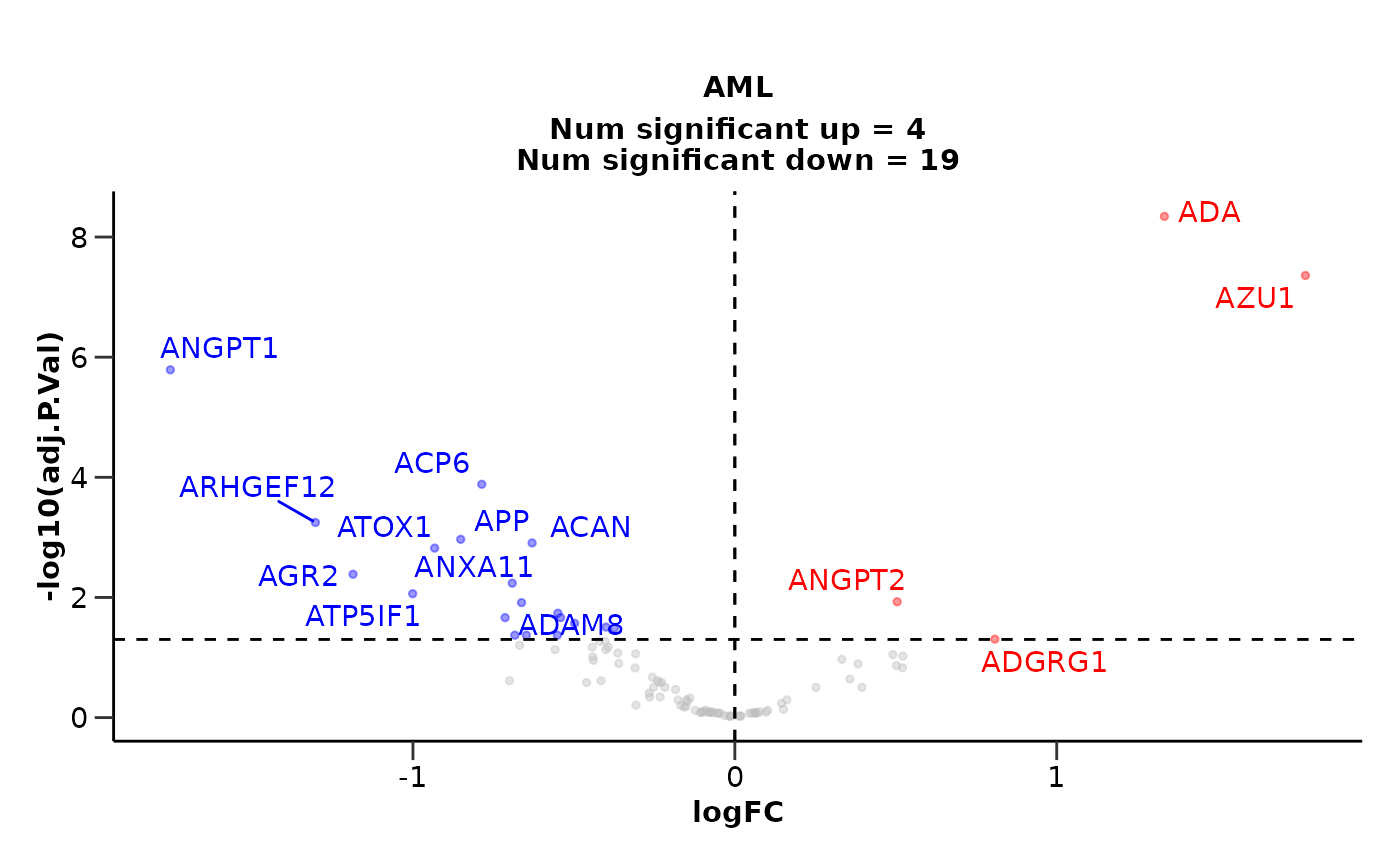 AML
Num significant up = 4
Num significant down = 19
-log10(adj.P.Val)
8
6
4
2
0
ADA
AZU1
ANGPT1
ACP6
ARHGEF12
ATOX1
APP
ACAN
ANXA11
AGR2
ANGPT2
ATP5IF1
ADAM8
ADGRG1
-1
0
1
logFC